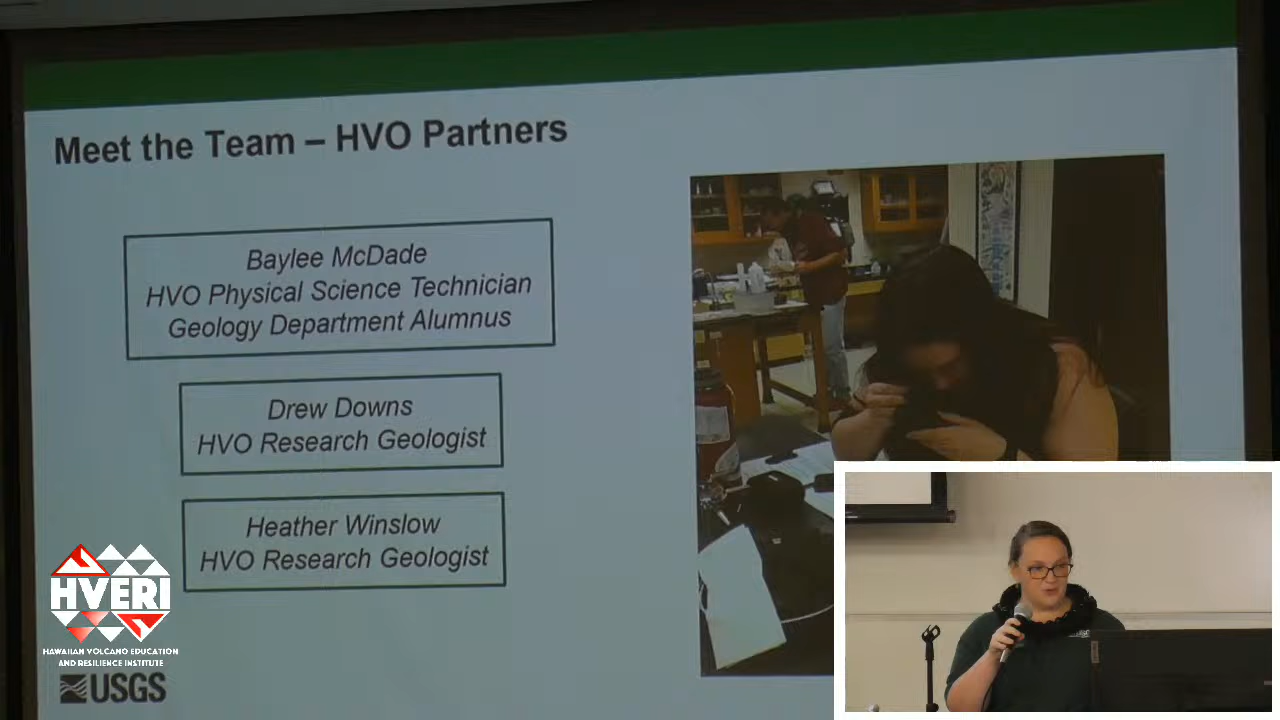 Meet the Team – HVO Partners
Baylee McDade
HVO Physical Science Technician
Geology Department Alumnus
Drew Downs
HVO Research Geologist
Heather Winslow
HVO Research Geologist
HVERI
HAWAIIAN VOLCANO EDUCATION
AND RESILIENCE INSTITUTE
USGS